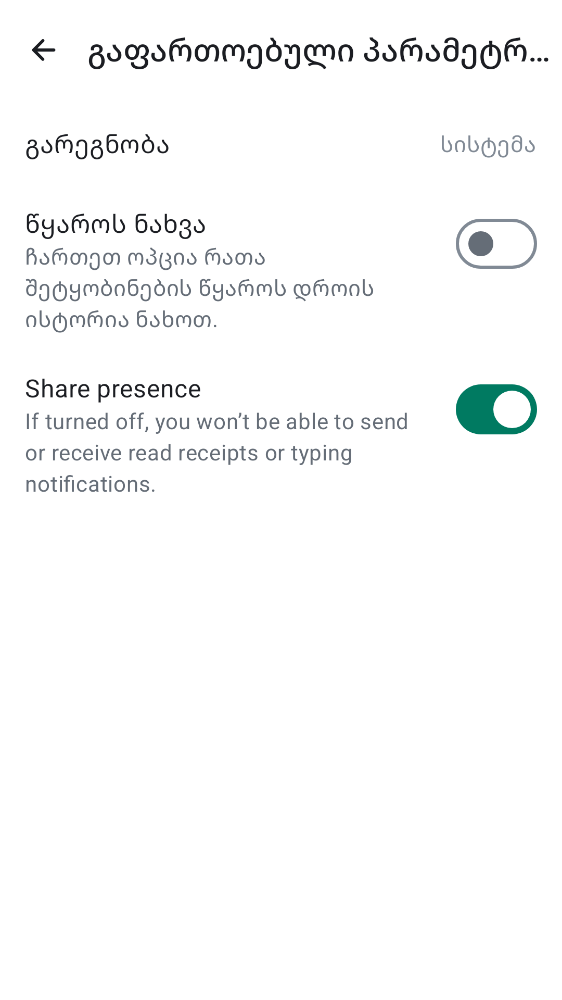 გაფართოებული პარამეტრ...
გარეგნობა
სისტემა
წყაროს ნახვა
ჩართეთ ოპცია რათა
შეტყობინების წყაროს დროის
ისტორია ნახოთ.
Share presence
If turned off, you won’t be able to send
or receive read receipts or typing
notifications.